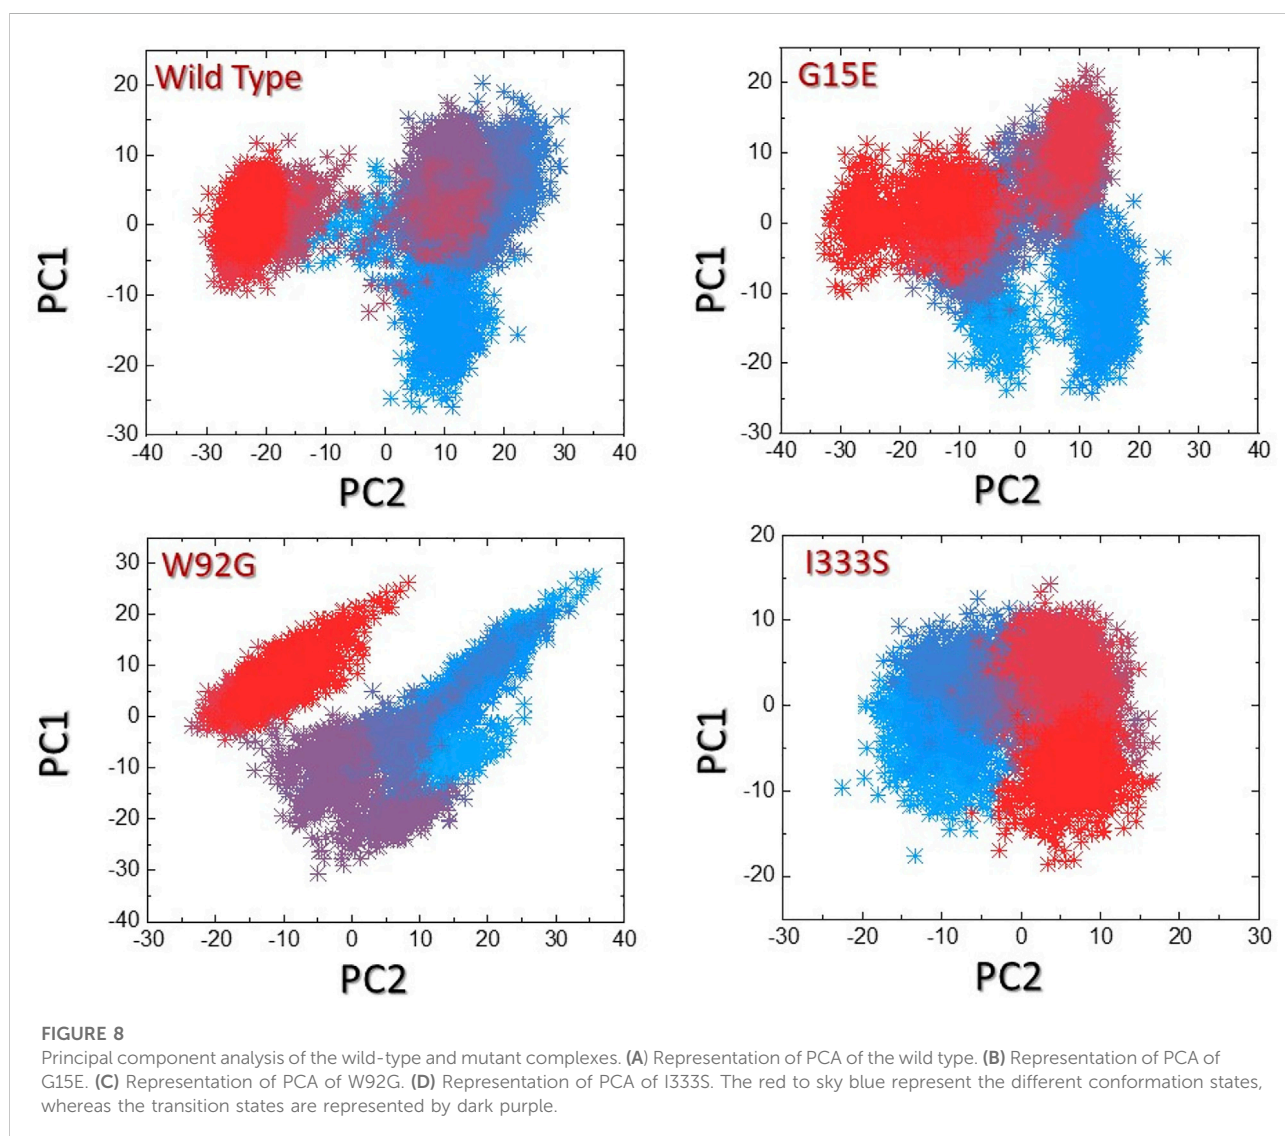 Wild Type
20
10
0
-10
-20
-30
-40 -30 -20 -10 0 10 20 30 40
PC1
PC2
G15E
20
10
0
-10
-20
-30
-40 -30 -20 -10 0 10 20 30 40
PC1
PC2
W92G
30
20
10
0
-10
-20
-30
-40
-30 -20 -10 0 10 20 30 40
PC1
PC2
I333S
20
10
0
-10
-20
-30 -20 -10 0 10 20 30
PC1
PC2
FIGURE 8
Principal component analysis of the wild-type and mutant complexes. (A) Representation of PCA of the wild type. (B) Representation of PCA of
G15E. (C) Representation of PCA of W92G. (D) Representation of PCA of I333S. The red to sky blue represent the different conformation states,
whereas the transition states are represented by dark purple.